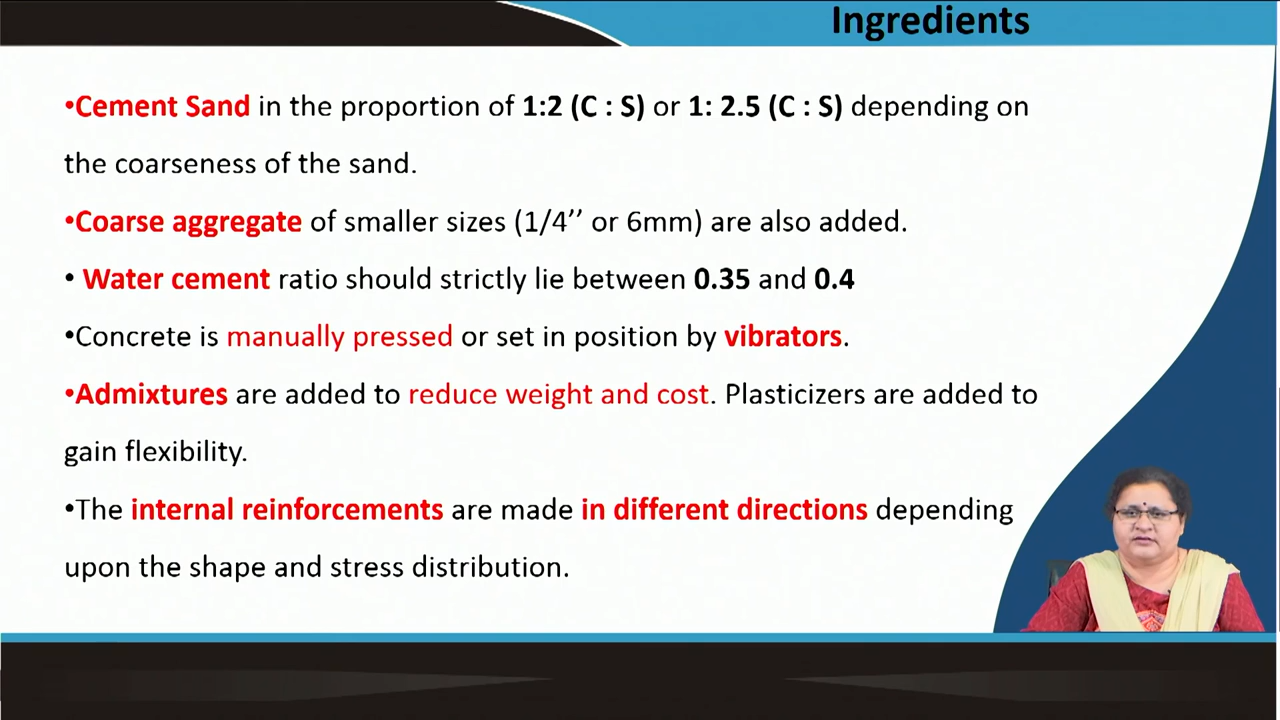 Ingredients
•Cement Sand in the proportion of 1:2 (C : S) or 1: 2.5 (C : S) depending on
the coarseness of the sand.
•Coarse aggregate of smaller sizes (1/4’’ or 6mm) are also added.
• Water cement ratio should strictly lie between 0.35 and 0.4
•Concrete is manually pressed or set in position by vibrators.
•Admixtures are added to reduce weight and cost. Plasticizers are added to
gain flexibility.
•The internal reinforcements are made in different directions depending
upon the shape and stress distribution.